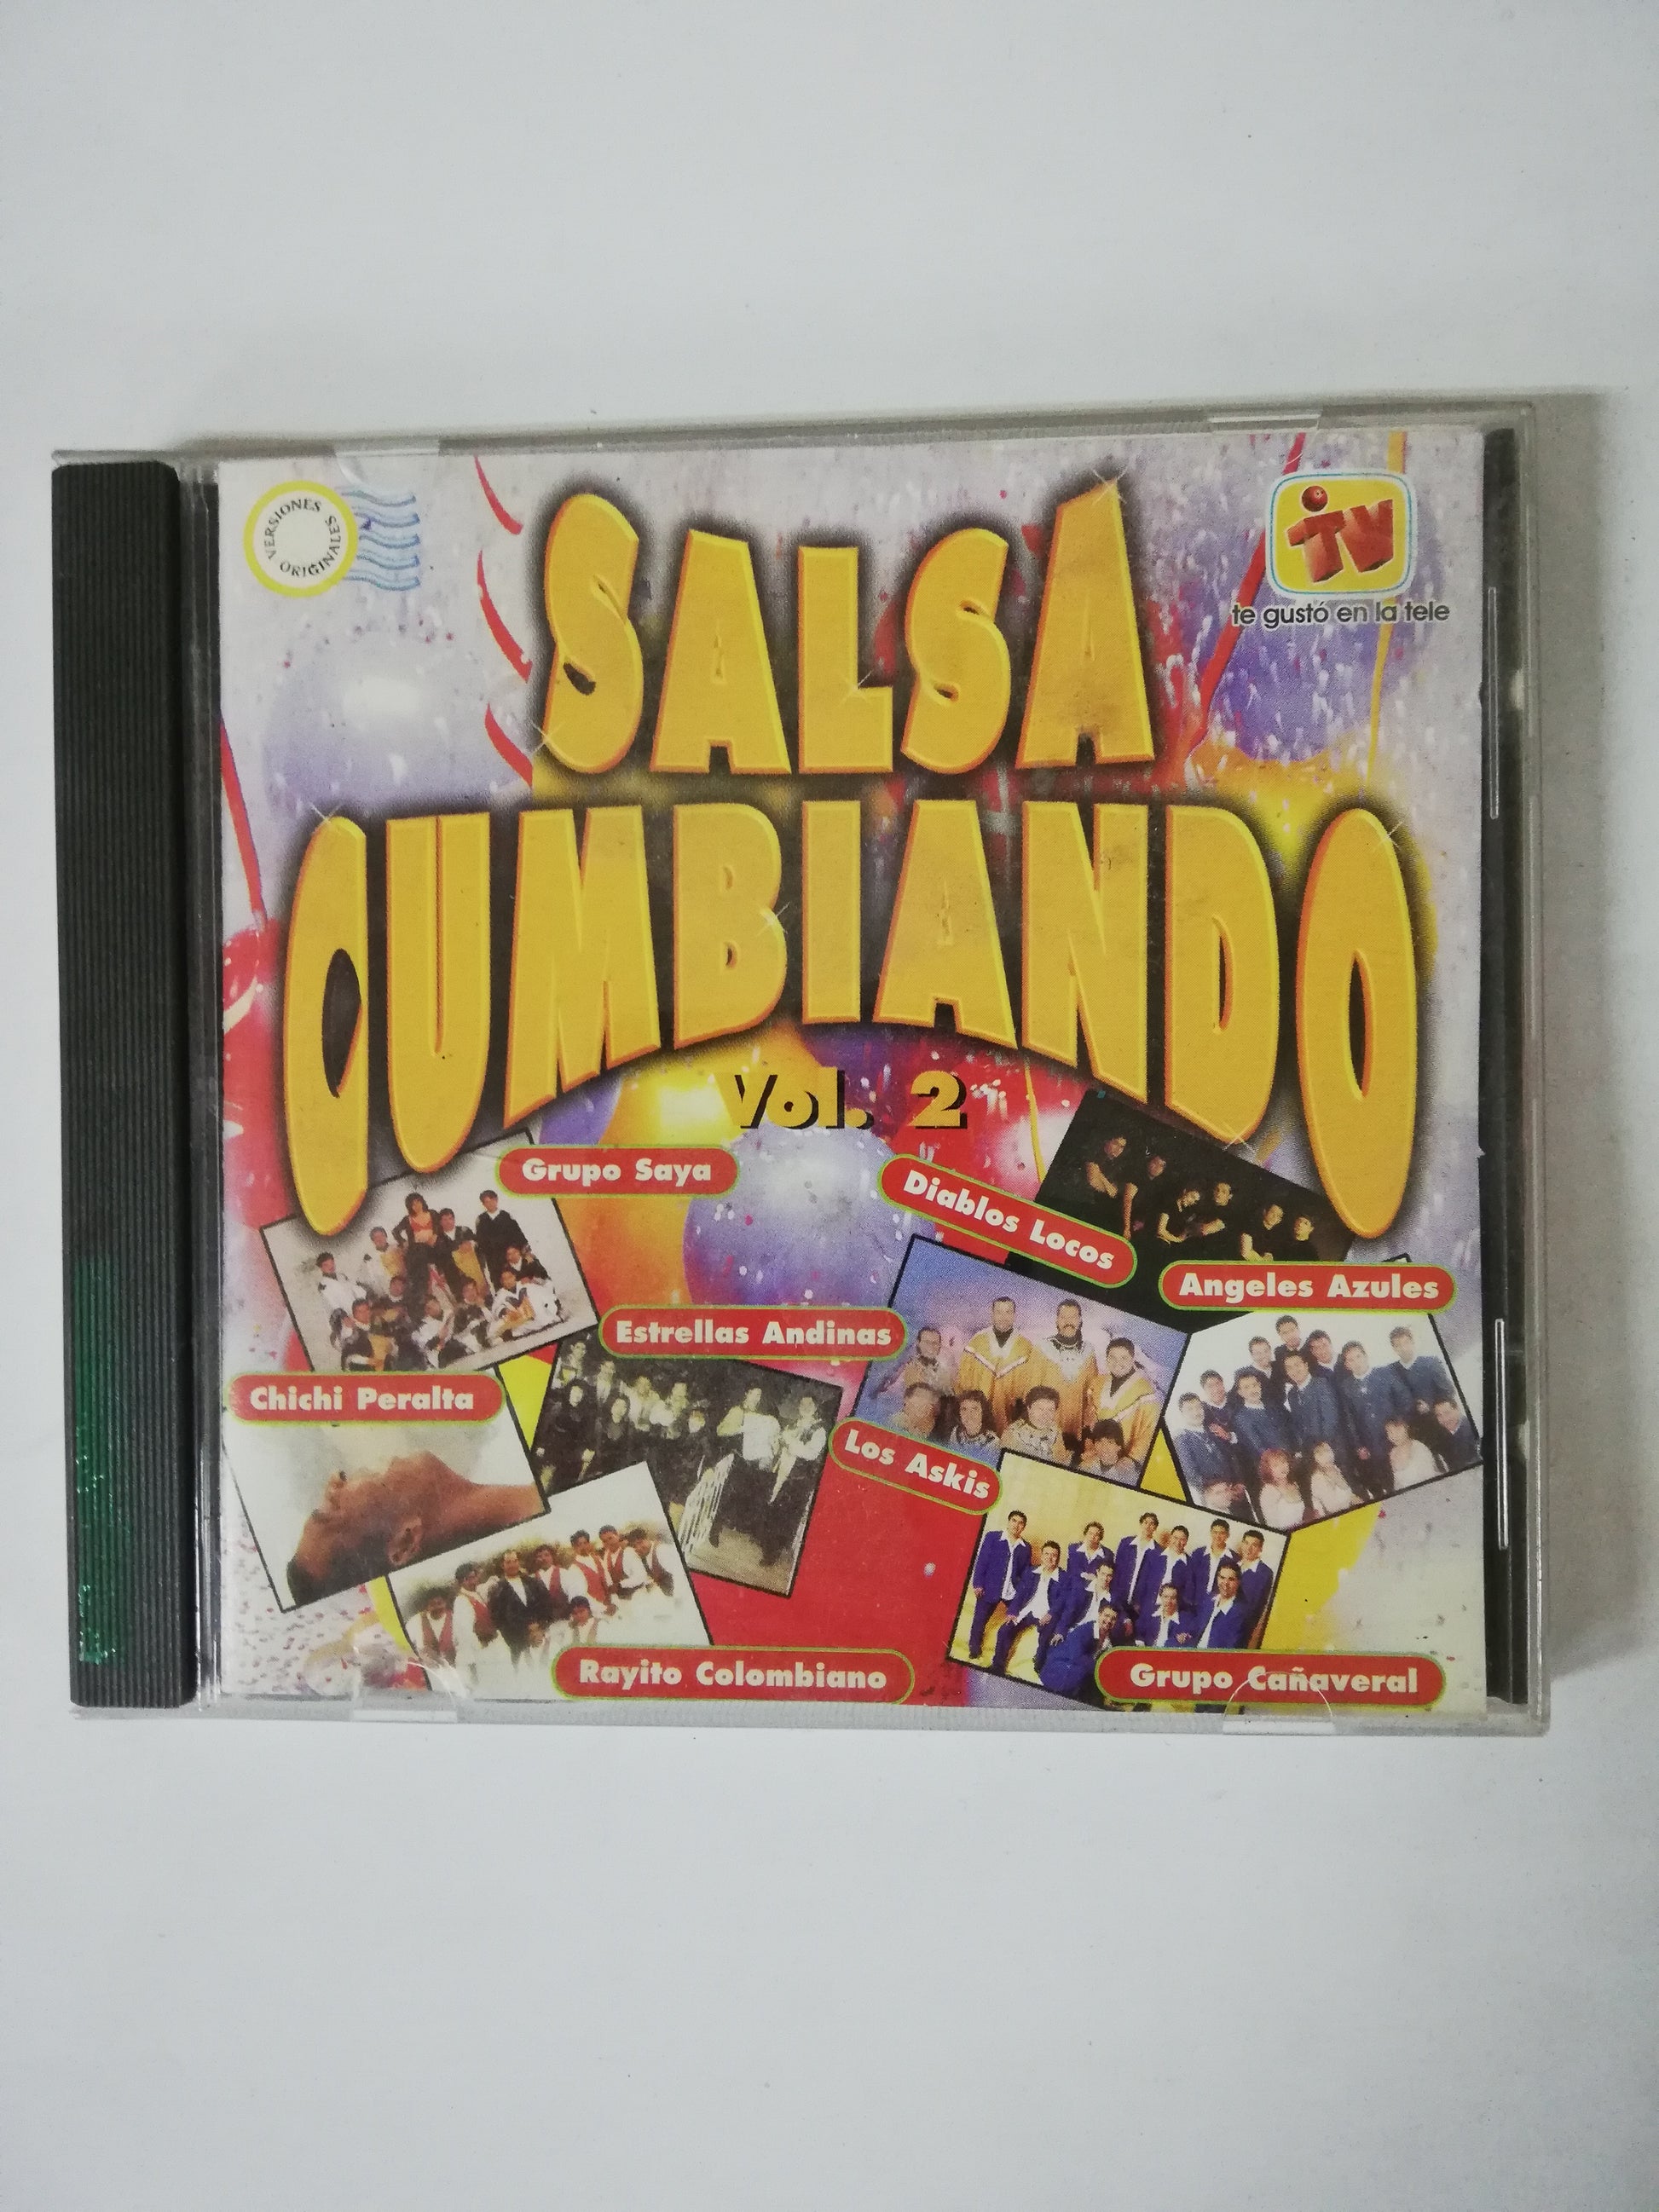 VERSIONES ORIGINALES
iTV
te gustó en la tele
SALSA
CUMBIANDO
Vol. 2
Grupo Saya
Diablos Locos
Angeles Azules
Estrellas Andinas
Chichi Peralta
Los Askis
Rayito Colombiano
Grupo Cañaveral